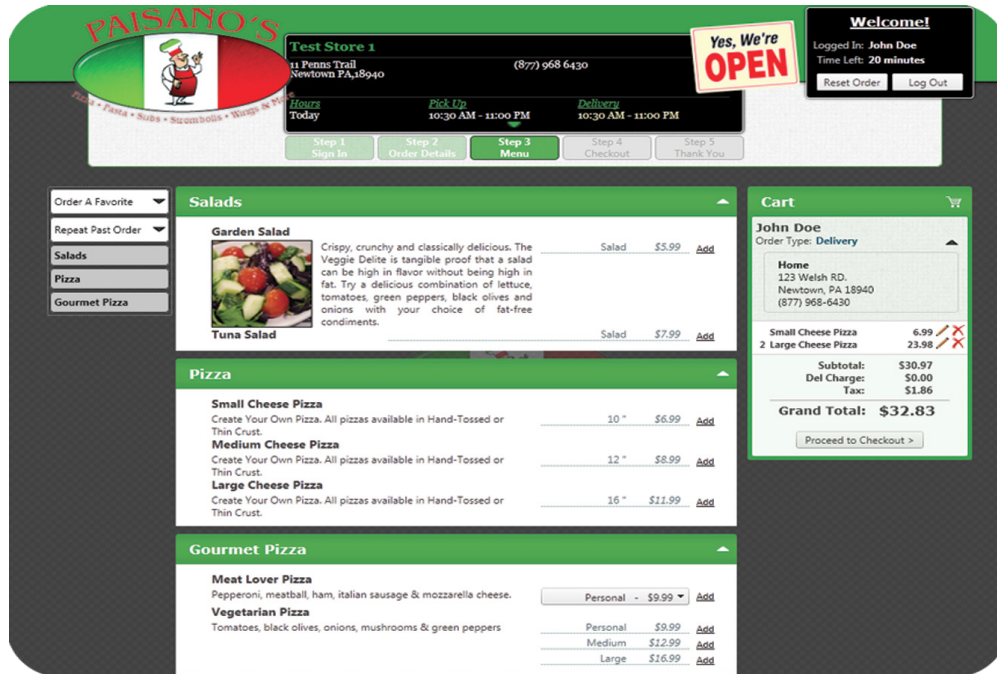 PAISANO'S
Pizza • Pasta • Subs • Strombolis • Wings & More
Test Store 1
11 Penns Trail
Newtown PA,18940
(877) 968 6430
Hours Pick Up Delivery
Today 10:30 AM - 11:00 PM 10:30 AM - 11:00 PM
Yes, We're
OPEN
Welcome!
Logged In: John Doe
Time Left: 20 minutes
Reset Order Log Out
Step 1
Sign In
Step 2
Order Details
Step 3
Menu
Step 4
Checkout
Step 5
Thank You
Order A Favorite
Repeat Past Order
Salads
Pizza
Gourmet Pizza
Salads
Garden Salad
Crispy, crunchy and classically delicious. The
Veggie Delite is tangible proof that a salad
can be high in flavor without being high in
fat. Try a delicious combination of lettuce,
tomatoes, green peppers, black olives and
onions with your choice of fat-free
condiments.
Salad $5.99 Add
Tuna Salad Salad $7.99 Add
Pizza
Small Cheese Pizza
Create Your Own Pizza. All pizzas available in Hand-Tossed or
Thin Crust.
10 " $6.99 Add
Medium Cheese Pizza
Create Your Own Pizza. All pizzas available in Hand-Tossed or
Thin Crust.
12 " $8.99 Add
Large Cheese Pizza
Create Your Own Pizza. All pizzas available in Hand-Tossed or
Thin Crust.
16 " $11.99 Add
Gourmet Pizza
Meat Lover Pizza
Pepperoni, meatball, ham, italian sausage & mozzarella cheese.
Personal - $9.99 Add
Vegetarian Pizza
Tomatoes, black olives, onions, mushrooms & green peppers
Personal $9.99 Add
Medium $12.99 Add
Large $16.99 Add
Cart
John Doe
Order Type: Delivery
Home
123 Welsh RD.
Newtown, PA 18940
(877) 968-6430
Small Cheese Pizza 6.99
2 Large Cheese Pizza 23.98
Subtotal: $30.97
Del Charge: $0.00
Tax: $1.86
Grand Total: $32.83
Proceed to Checkout >